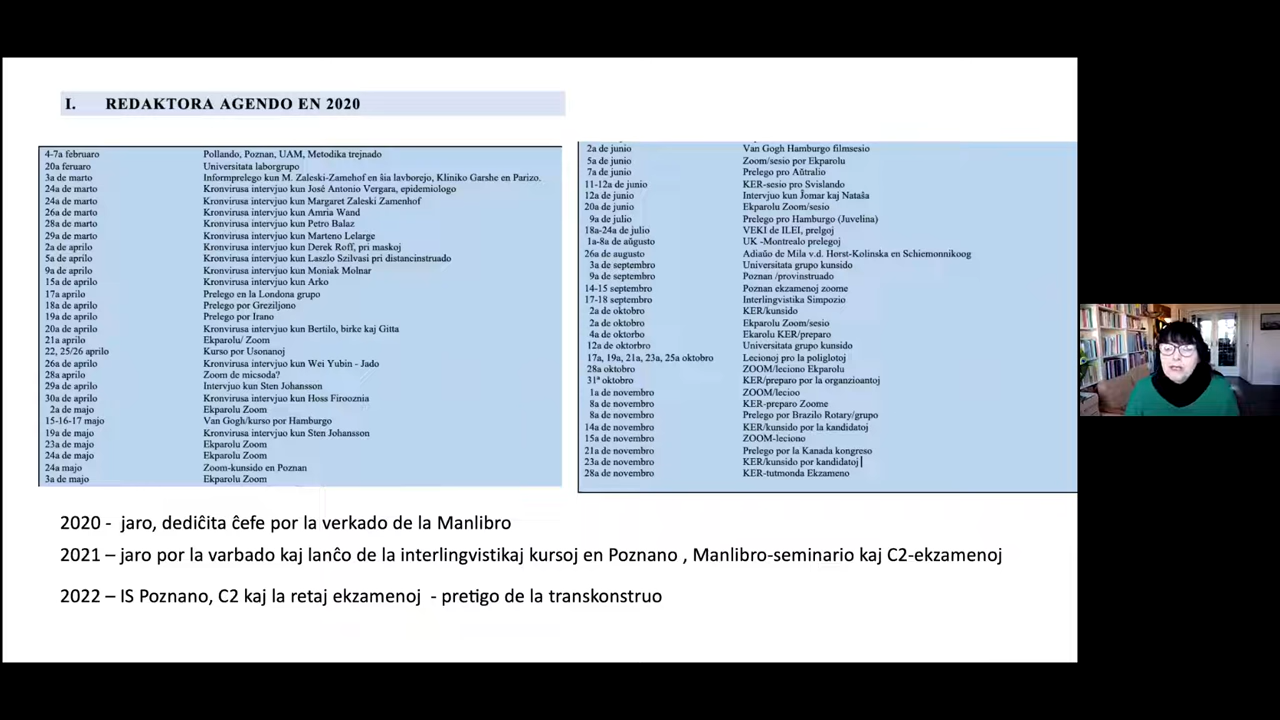 I. REDAKTORA AGENDO EN 2020
4-7a februaro Pollando, Poznan, UAM, Metodika trejnado
20a feruaro Universitata laborgrupo
3a de marto Informprelego kun M. Zaleski-Zamehof en ŝia lavborejo, Kliniko Garshe en Parizo.
24a de marto Kronvirusa intervjuo kun José Antonio Vergara, epidemiologo
24a de marto Kronvirusa intervjuo kun Margaret Zaleski Zamenhof
26a de marto Kronvirusa intervjuo kun Amria Wand
28a de marto Kronvirusa intervjuo kun Petro Balaz
29a de marto Kronvirusa intervjuo kun Marteno Lelarge
2a de aprilo Kronvirusa intervjuo kun Derek Roff, pri maskoj
5a de aprilo Kronvirusa intervjuo kun Laszlo Szilvasi pri distancinstruado
9a de aprilo Kronvirusa intervjuo kun Moniak Molnar
15a de aprilo Kronvirusa intervjuo kun Arko
17a aprilo Prelego en la Londona grupo
18a de aprilo Prelego por Greziljono
19a de aprilo Prelego por Irano
20a de aprilo Kronvirusa intervjuo kun Bertilo, birke kaj Gitta
21a aprilo Ekparolu/ Zoom
22, 25/26 aprilo Kurso por Usonanoj
26a de aprilo Kronvirusa intervjuo kun Wei Yubin - Jado
28a aprilo Zoom de micsoda?
29a de aprilo Intervjuo kun Sten Johansson
30a de aprilo Kronvirusa intervjuo kun Hoss Firooznia
2a de majo Ekparolu Zoom
15-16-17 majo Van Gogh/kurso por Hamburgo
19a de majo Kronvirusa intervjuo kun Sten Johansson
23a de majo Ekparolu Zoom
24a de majo Ekparolu Zoom
24a majo Zoom-kunsido en Poznan
3a de majo Ekparolu Zoom
2a de junio Van Gogh Hamburgo filmsesio
5a de junio Zoom/sesio por Ekparolu
7a de junio Prelego pro Aŭtralio
11-12a de junio KER-sesio pro Svislando
12a de junio Intervjuo kun Ĵomar kaj Nataŝa
20a de junio Ekparolu Zoom/sesio
9a de julio Prelego pro Hamburgo (Juvelina)
18a-24a de julio VEKI de ILEI, prelgoj
1a-8a de aŭgusto UK -Montrealo prelegoj
26a de augusto Adiaŭo de Mila v.d. Horst-Kolinska en Schiemonnikoog
3a de septembro Universitata grupo kunsido
9a de septembro Poznan /provinstruado
14-15 septembro Poznan ekzamenoj zoome
17-18 septembro Interlingvistika Simpozio
2a de oktobro KER/kunsido
2a de oktobro Ekparolu Zoom/sesio
4a de oktorbo Ekarolu KER/preparo
12a de oktorbro Universitata grupo kunsido
17a, 19a, 21a, 23a, 25a oktobro Lecionoj pro la poliglotoj
28a oktobro ZOOM/leciono Ekparolu
31ª oktobro KER/preparo por la organzioantoj
1a de novembro ZOOM/lecioo
8a de novembro KER-preparo Zoome
8a de novembro Prelego por Brazilo Rotary/grupo
14a de novembro KER/kunsido por la kandidatoj
15a de novembro ZOOM-leciono
21a de novembro Prelego por la Kanada kongreso
23a de novembro KER/kunsido por kandidatoj
28a de novembro KER-tutmonda Ekzameno
2020 - jaro, dediĉita ĉefe por la verkado de la Manlibro
2021 – jaro por la varbado kaj lanĉo de la interlingvistikaj kursoj en Poznano , Manlibro-seminario kaj C2-ekzamenoj
2022 – IS Poznano, C2 kaj la retaj ekzamenoj - pretigo de la transkonstruo